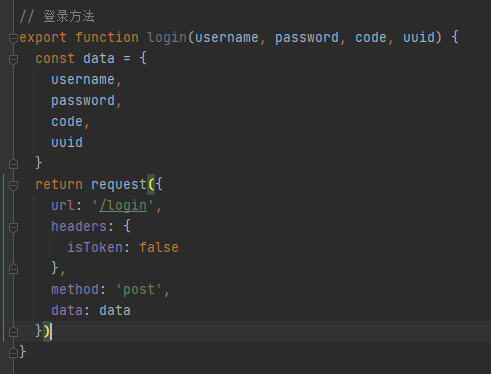 // 登录方法
export function login(username, password, code, uuid) {
  const data = {
    username,
    password,
    code,
    uuid
  }
  return request({
    url: '/login',
    headers: {
      isToken: false
    },
    method: 'post',
    data: data
  })
}